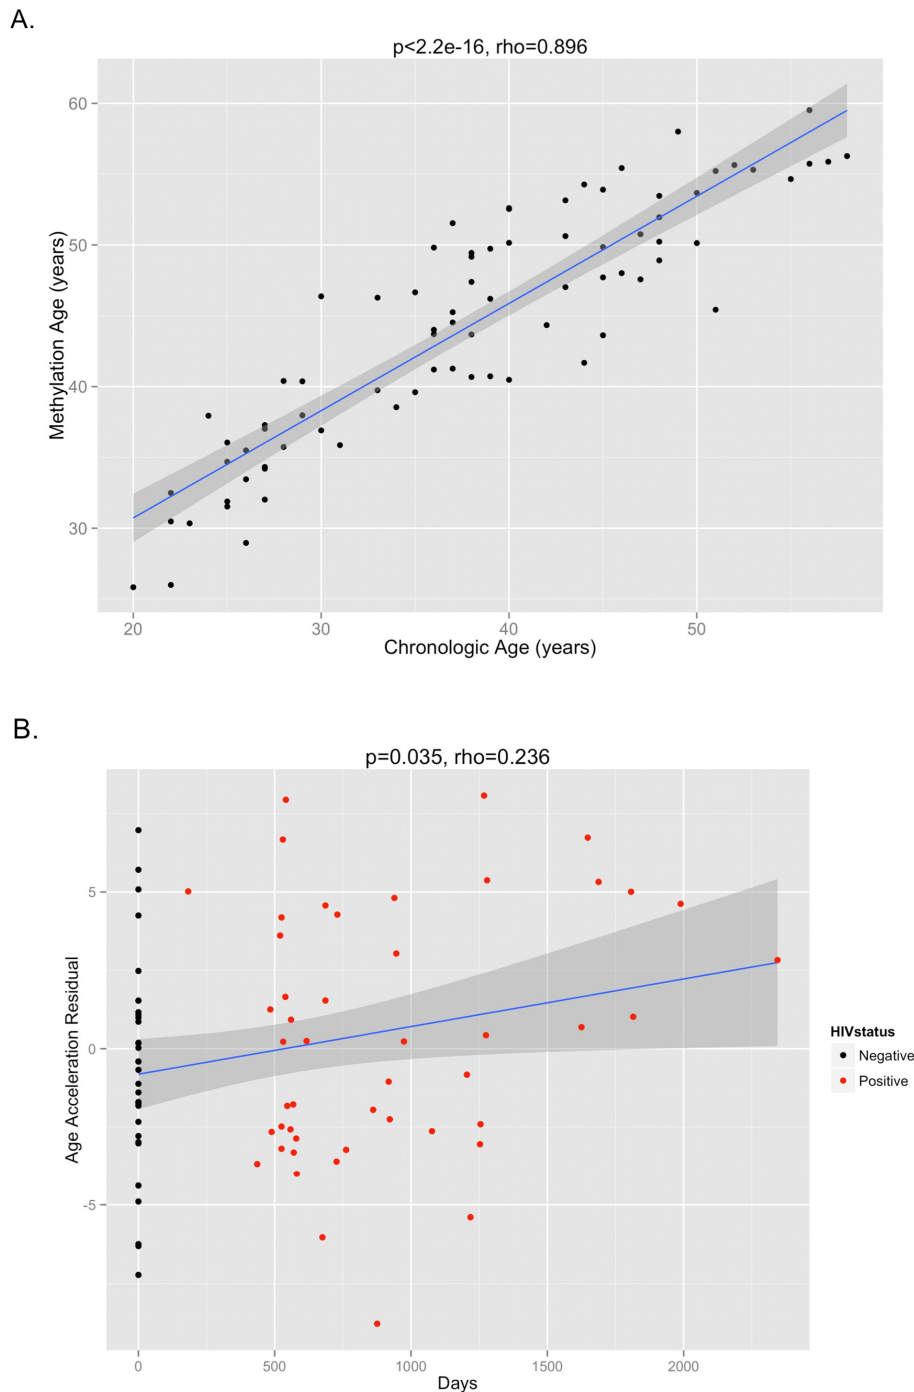 A.
p<2.2e-16, rho=0.896
Methylation Age (years)
60
50
40
30
20 30 40 50
Chronologic Age (years)
B.
p=0.035, rho=0.236
Age Acceleration Residual
5
0
-5
0 500 1000 1500 2000
Days
HIVstatus
Negative
Positive